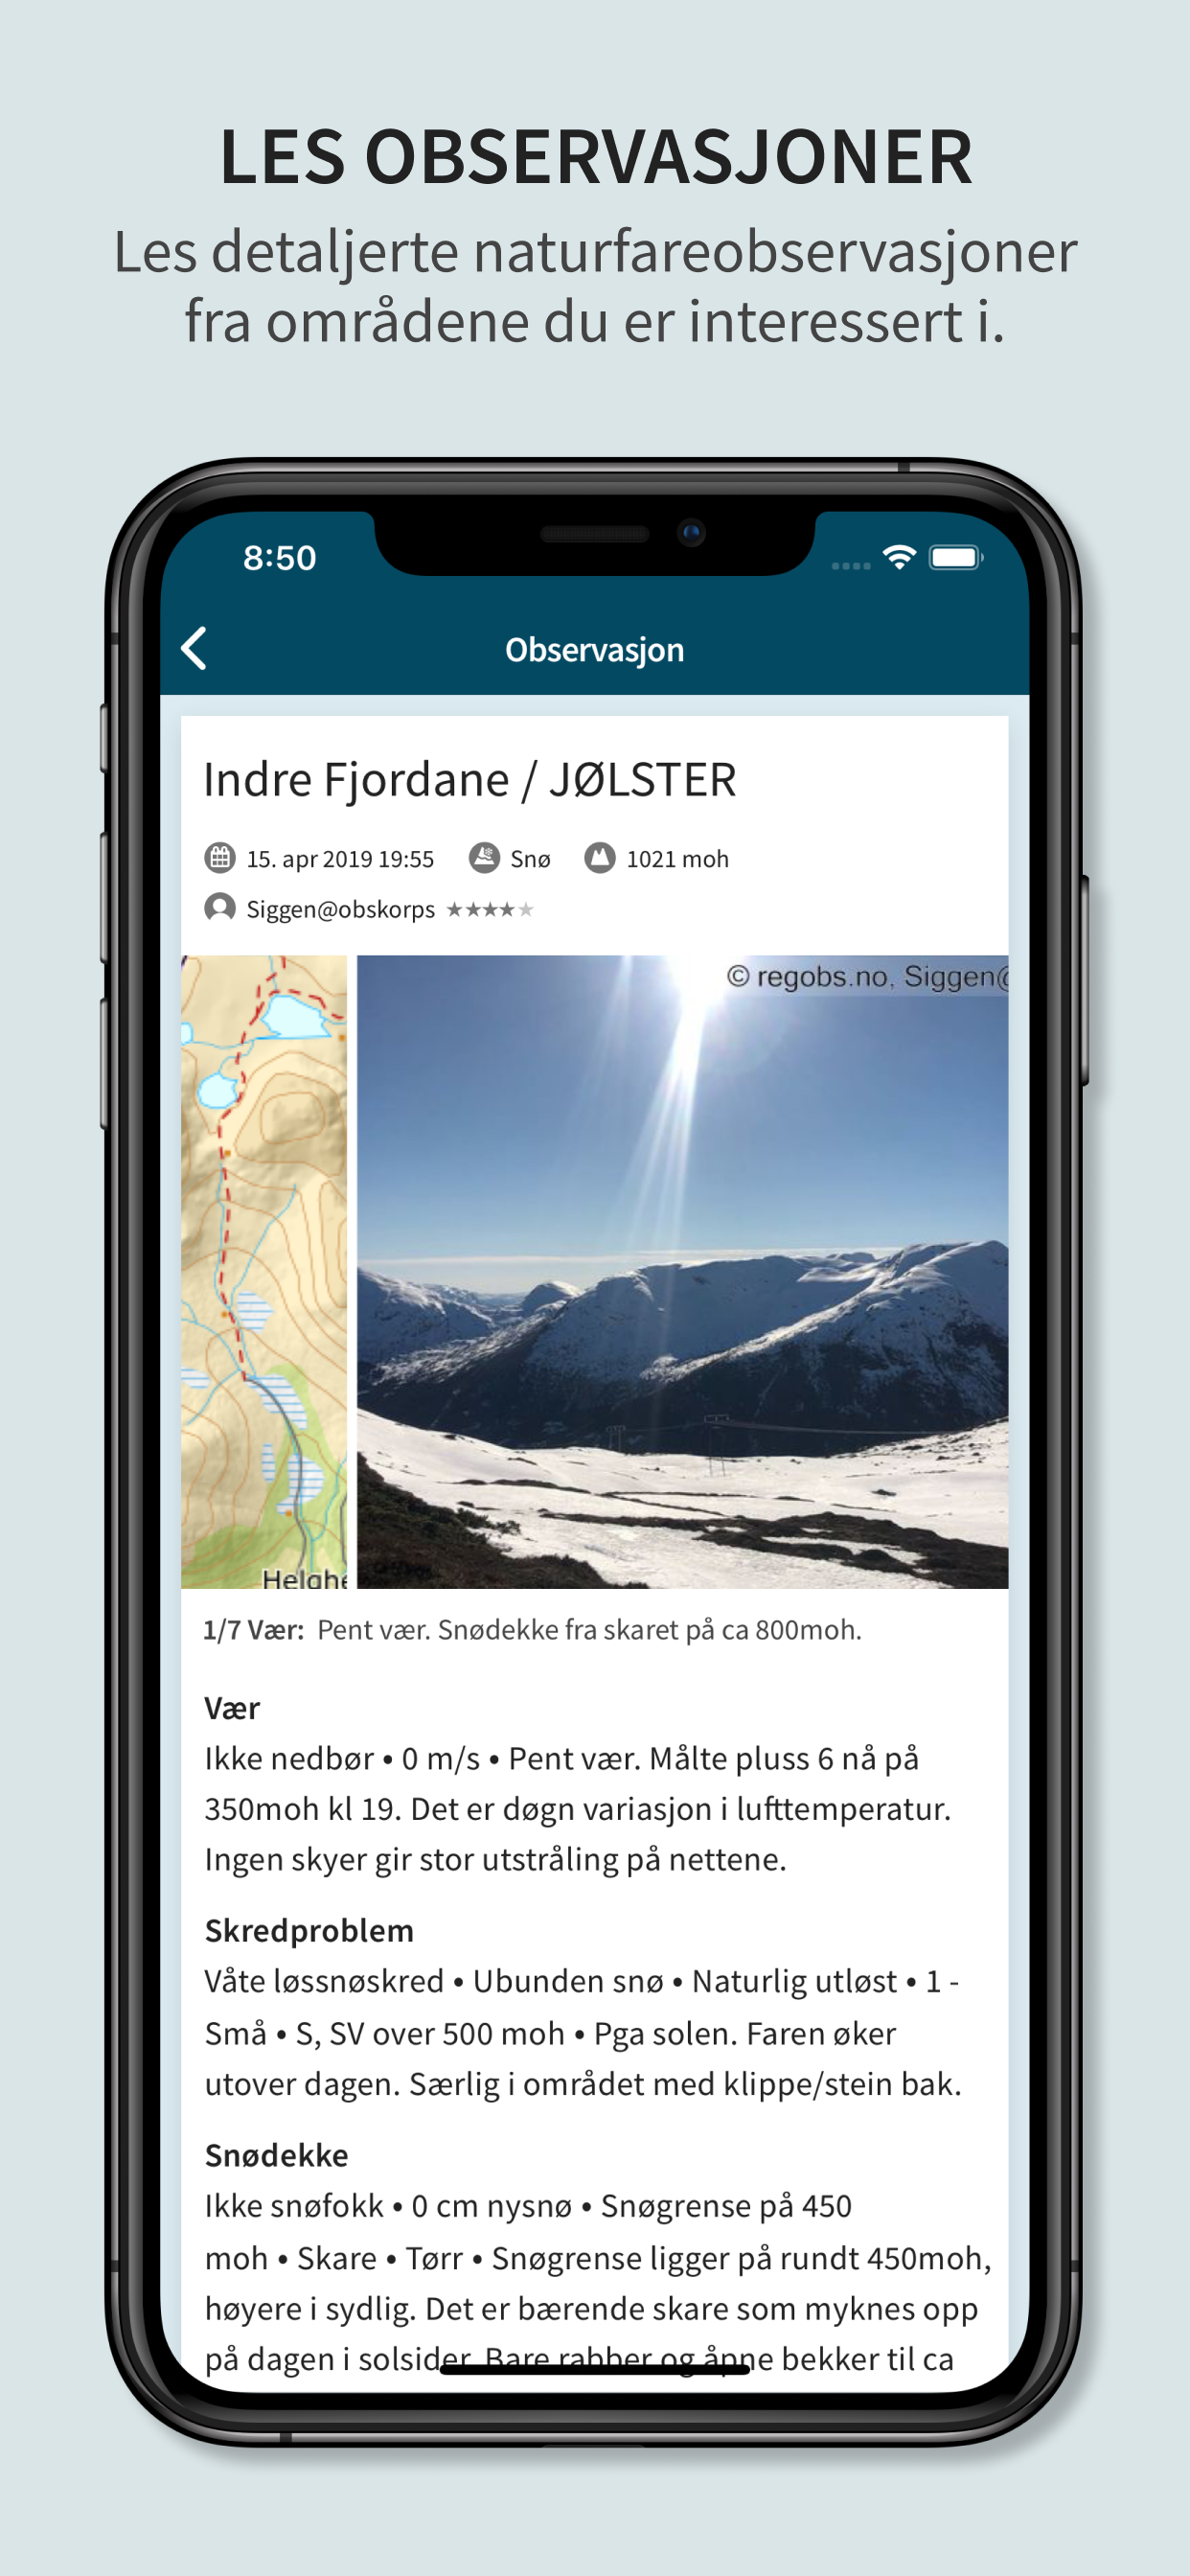 LES OBSERVASJONER
Les detaljerte naturfareobservasjoner
fra områdene du er interessert i.
8:50
Observasjon
Indre Fjordane / JØLSTER
15. apr 2019 19:55 Snø 1021 moh
Siggen@obskorps ★★★★★
© regobs.no, Siggen@
Helghe
1/7 Vær: Pent vær. Snødekke fra skaret på ca 800moh.
Vær
Ikke nedbør • 0 m/s • Pent vær. Målte pluss 6 nå på
350moh kl 19. Det er døgn variasjon i lufttemperatur.
Ingen skyer gir stor utstråling på nettene.
Skredproblem
Våte løssnøskred • Ubunden snø • Naturlig utløst • 1 -
Små • S, SV over 500 moh • Pga solen. Faren øker
utover dagen. Særlig i området med klippe/stein bak.
Snødekke
Ikke snøfokk • 0 cm nysnø • Snøgrense på 450
moh • Skare • Tørr • Snøgrense ligger på rundt 450moh,
høyere i sydlig. Det er bærende skare som myknes opp
på dagen i solsider. Bare rabber og åpne bekker til ca